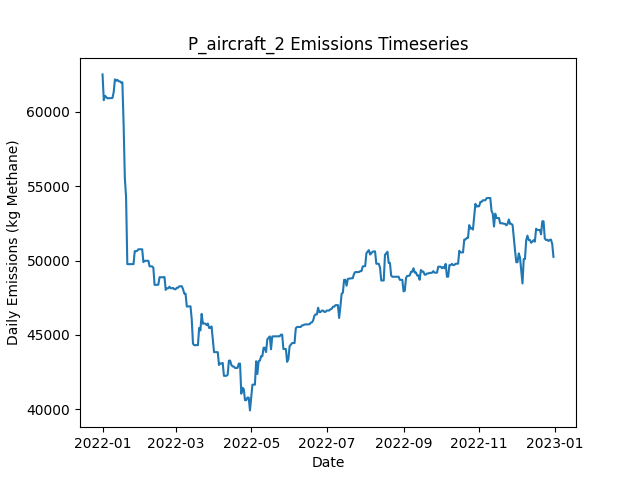 P_aircraft_2 Emissions Timeseries
Daily Emissions (kg Methane)
60000
55000
50000
45000
40000
2022-01 2022-03 2022-05 2022-07 2022-09 2022-11 2023-01
Date